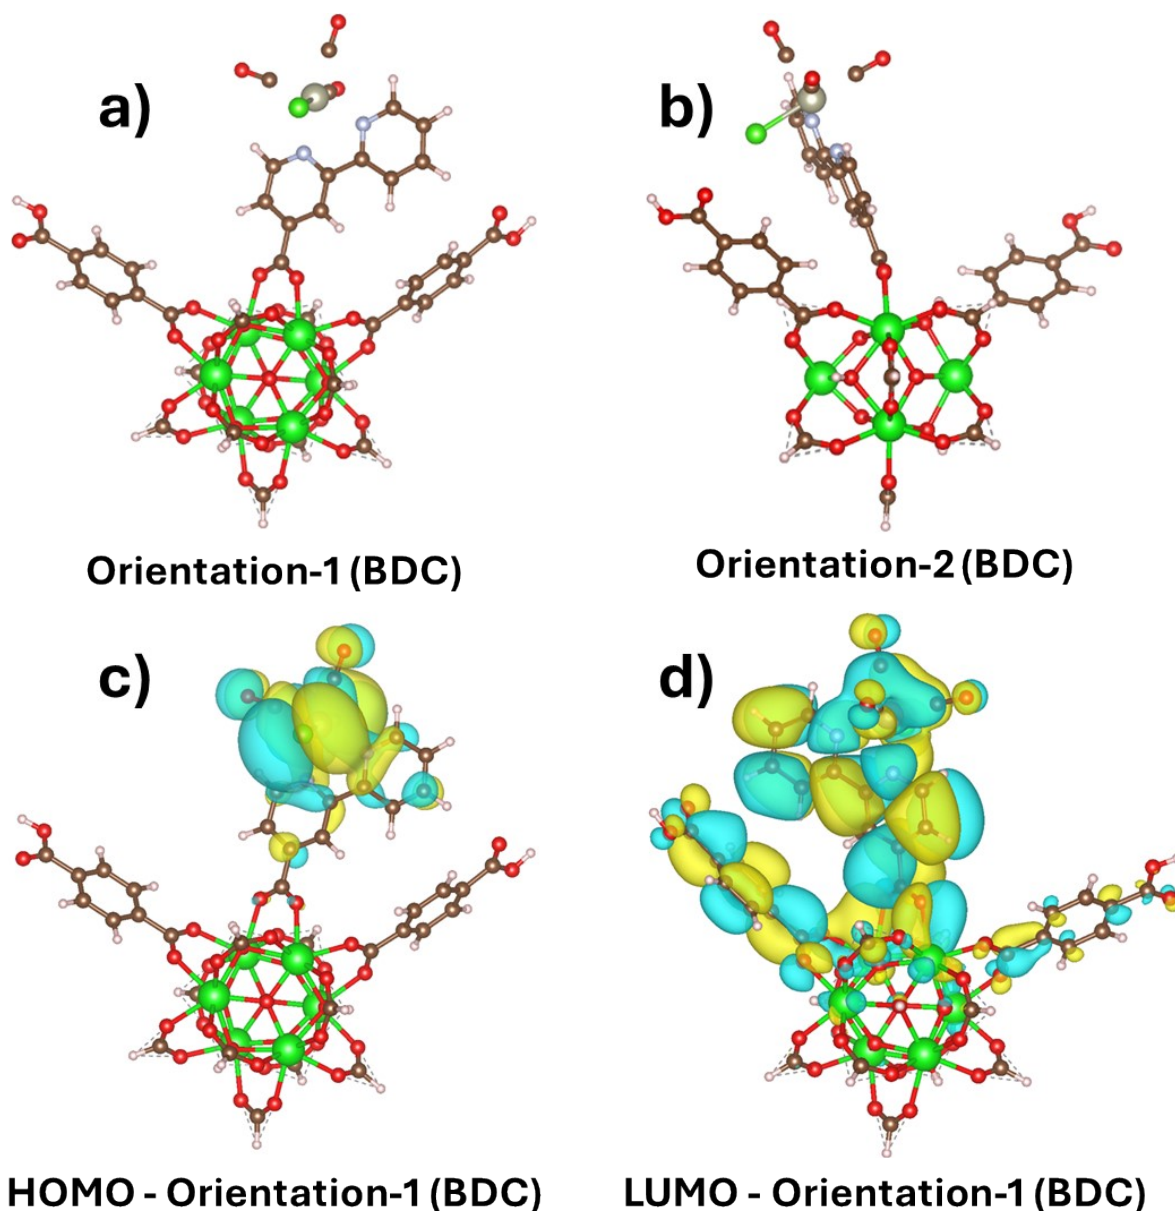 a)
b)
Orientation-1 (BDC)
Orientation-2 (BDC)
c)
d)
HOMO - Orientation-1 (BDC)
LUMO - Orientation-1 (BDC)